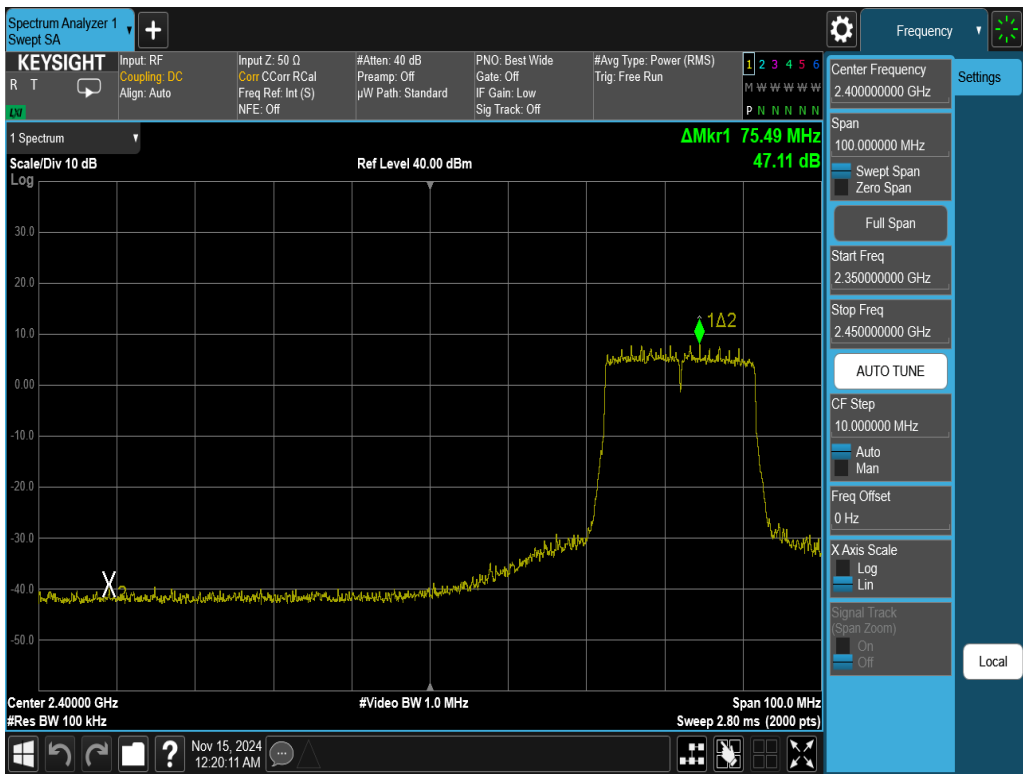 Spectrum Analyzer 1
Swept SA
Frequency
KEYSIGHT
R T
LXI
Input: RF
Coupling: DC
Align: Auto
Input Z: 50 Ω
Corr CCorr RCal
Freq Ref: Int (S)
NFE: Off
#Atten: 40 dB
Preamp: Off
µW Path: Standard
PNO: Best Wide
Gate: Off
IF Gain: Low
Sig Track: Off
#Avg Type: Power (RMS)
Trig: Free Run
1 2 3 4 5 6
M W W W W W
P N N N N N
1 Spectrum
Scale/Div 10 dB
Log
Ref Level 40.00 dBm
ΔMkr1 75.49 MHz
47.11 dB
30.0
20.0
10.0
0.00
-10.0
-20.0
-30.0
-40.0
-50.0
1Δ2
X2
Center 2.40000 GHz
#Res BW 100 kHz
#Video BW 1.0 MHz
Span 100.0 MHz
Sweep 2.80 ms (2000 pts)
Nov 15, 2024
12:20:11 AM
Center Frequency
2.400000000 GHz
Settings
Span
100.000000 MHz
Swept Span
Zero Span
Full Span
Start Freq
2.350000000 GHz
Stop Freq
2.450000000 GHz
AUTO TUNE
CF Step
10.000000 MHz
Auto
Man
Freq Offset
0 Hz
X Axis Scale
Log
Lin
Signal Track
(Span Zoom)
On
Off
Local